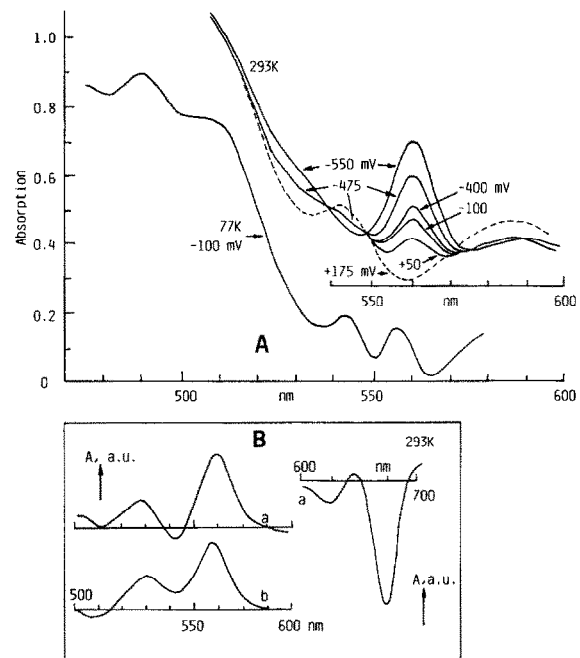 1.0
0.8
0.6
0.4
0.2
0
Absorption
293K
-550 mV
-475
-400 mV
-100
+50
+175 mV
77K
-100 mV
550 nm 600
A
500 nm 550 600
B
A, a.u.
a
b
500 550 600 nm
293K
600 nm 700
a
A,a.u.